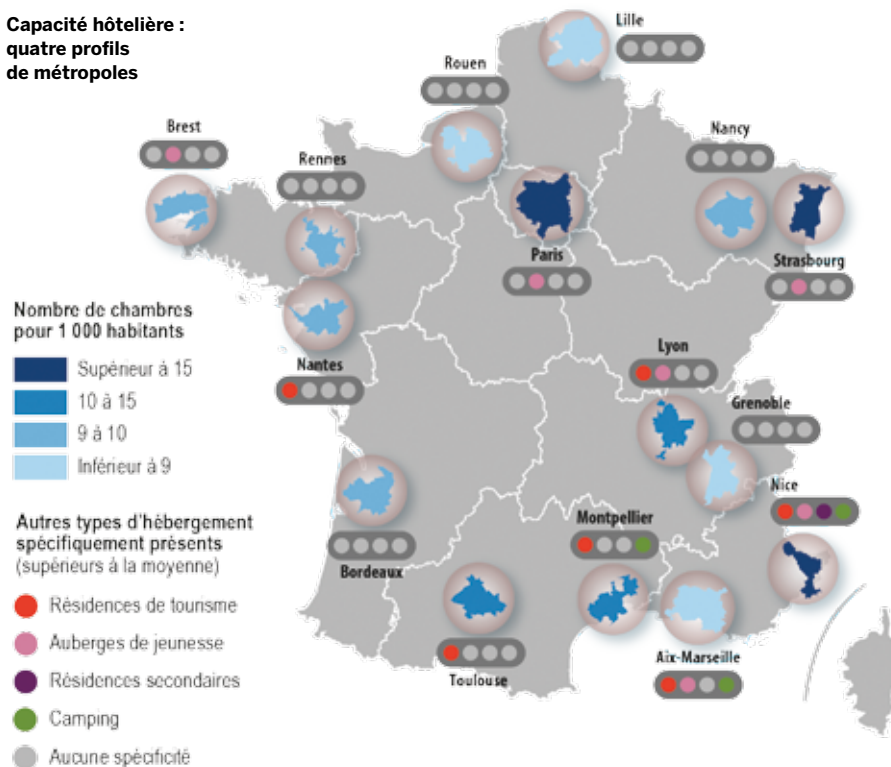 Capacité hôtelière :
quatre profils
de métropoles
Lille
Rouen
Brest
Rennes
Nancy
Paris
Strasbourg
Nombre de chambres
pour 1 000 habitants
Supérieur à 15
10 à 15
9 à 10
Inférieur à 9
Nantes
Lyon
Grenoble
Nice
Montpellier
Bordeaux
Autres types d'hébergement
spécifiquement présents
(supérieurs à la moyenne)
Résidences de tourisme
Auberges de jeunesse
Résidences secondaires
Camping
Aucune spécificité
Toulouse
Aix-Marseille